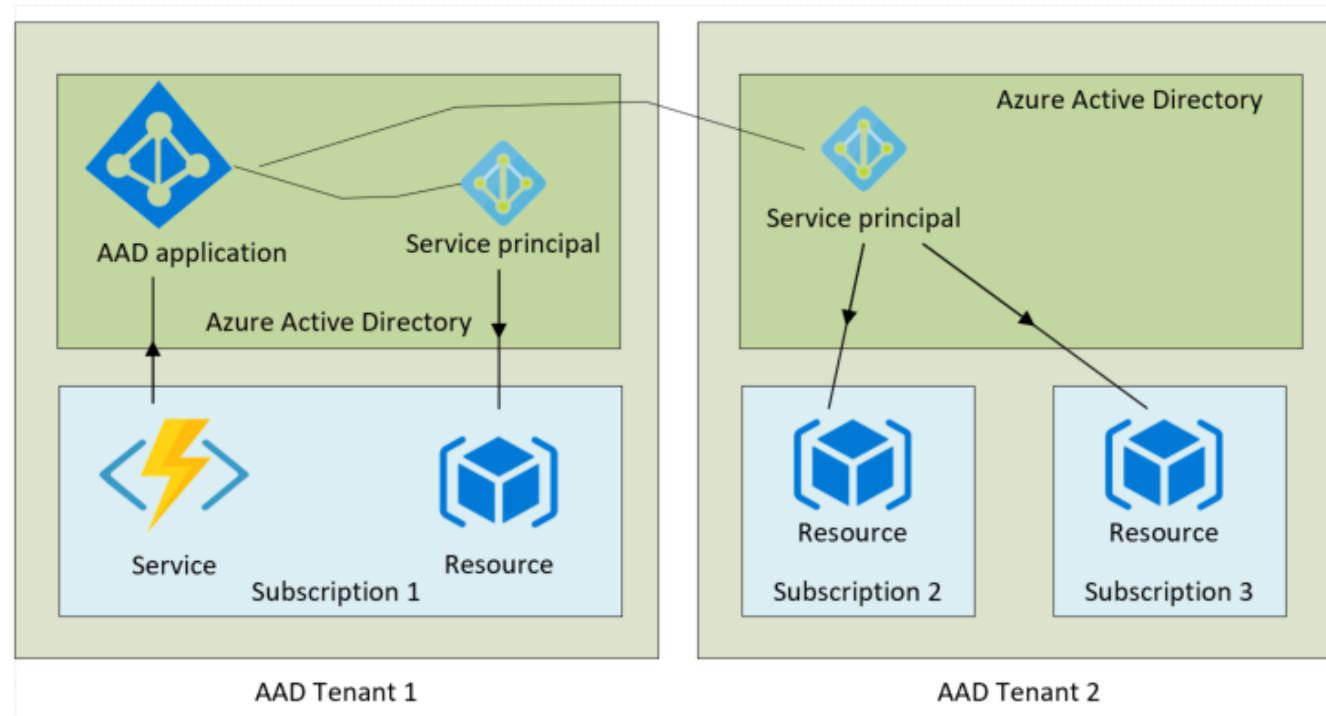 AAD application
Service principal
Azure Active Directory
Service
Resource
Subscription 1
AAD Tenant 1
Azure Active Directory
Service principal
Resource
Subscription 2
Resource
Subscription 3
AAD Tenant 2